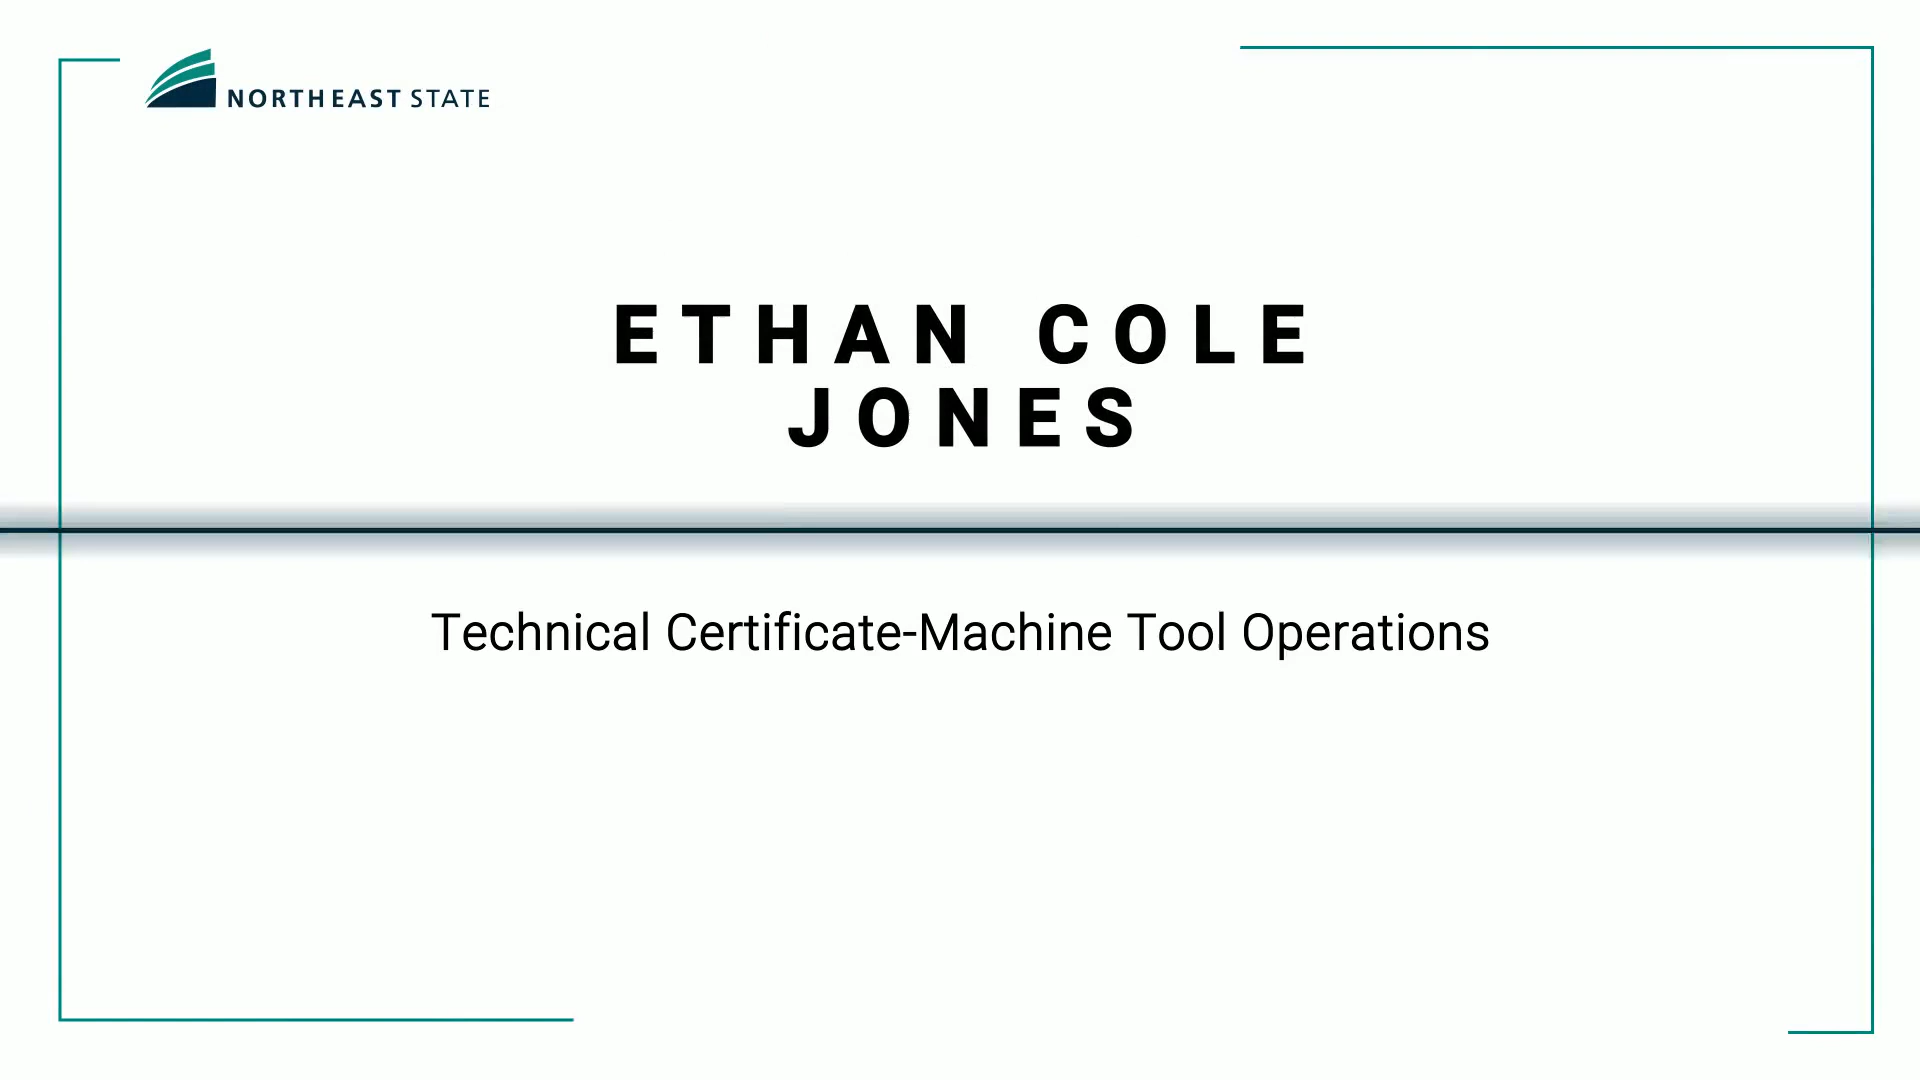 NORTHEAST STATE
ETHAN COLE
JONES
Technical Certificate-Machine Tool Operations